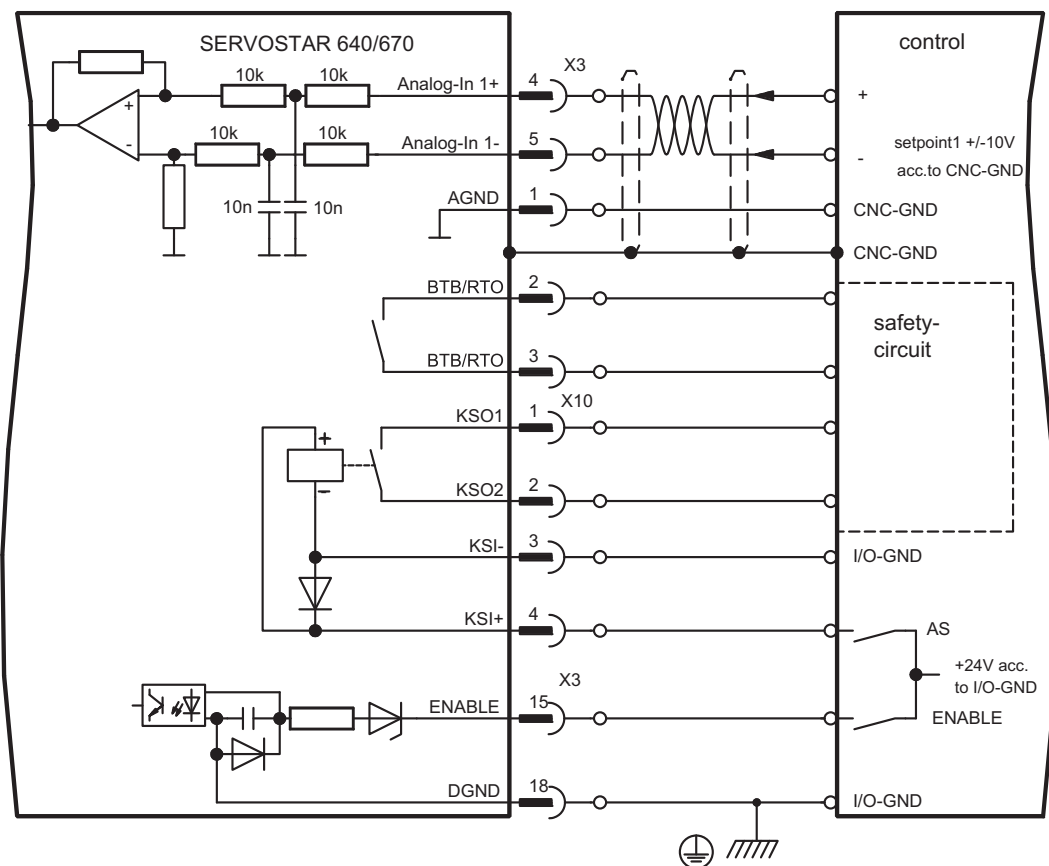 SERVOSTAR 640/670
control
10k
10k
Analog-In 1+
4
X3
+
+
-
10k
10k
Analog-In 1-
5
-
setpoint1 +/-10V
acc.to CNC-GND
10n
10n
AGND
1
CNC-GND
CNC-GND
BTB/RTO
2
safety-
circuit
BTB/RTO
3
X10
KSO1
1
+
-
KSO2
2
KSI-
3
I/O-GND
KSI+
4
AS
+24V acc.
to I/O-GND
X3
ENABLE
15
ENABLE
DGND
18
I/O-GND